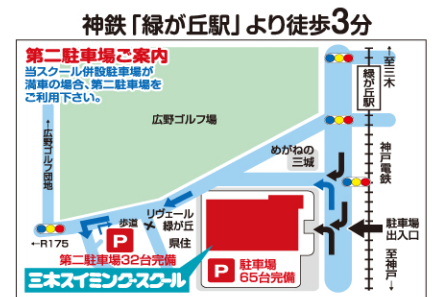 神鉄「緑が丘駅」より徒歩3分
第二駐車場ご案内
当スクール併設駐車場が
満車の場合、第二駐車場を
ご利用下さい。
↑至三木
緑が丘駅
広野ゴルフ場
←広野ゴルフ団地
めがねの
三城
神戸電鉄
リヴェール
緑が丘
歩道
県住
駐車場
出入口
←R175
P
第二駐車場32台完備
P
駐車場
65台完備
至神戸→
三木スイミング・スクール